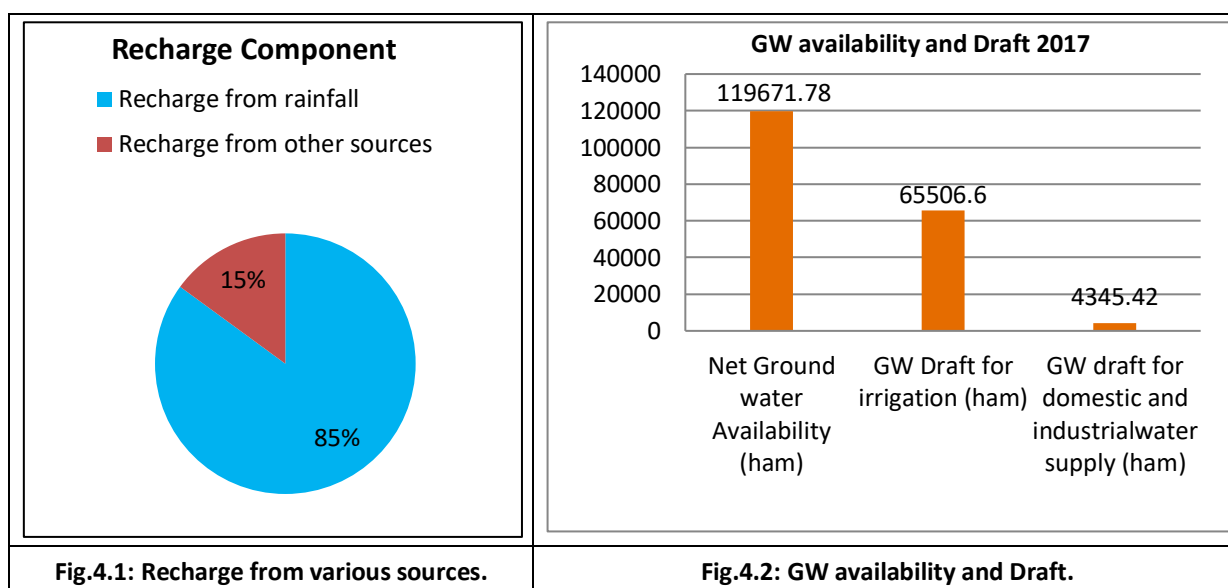 Recharge Component
Recharge from rainfall
Recharge from other sources
15%
85%
Fig.4.1: Recharge from various sources.
GW availability and Draft 2017
140000
120000
100000
80000
60000
40000
20000
0
119671.78
65506.6
4345.42
Net Ground
water
Availability
(ham)
GW Draft for
irrigation (ham)
GW draft for
domestic and
industrialwater
supply (ham)
Fig.4.2: GW availability and Draft.